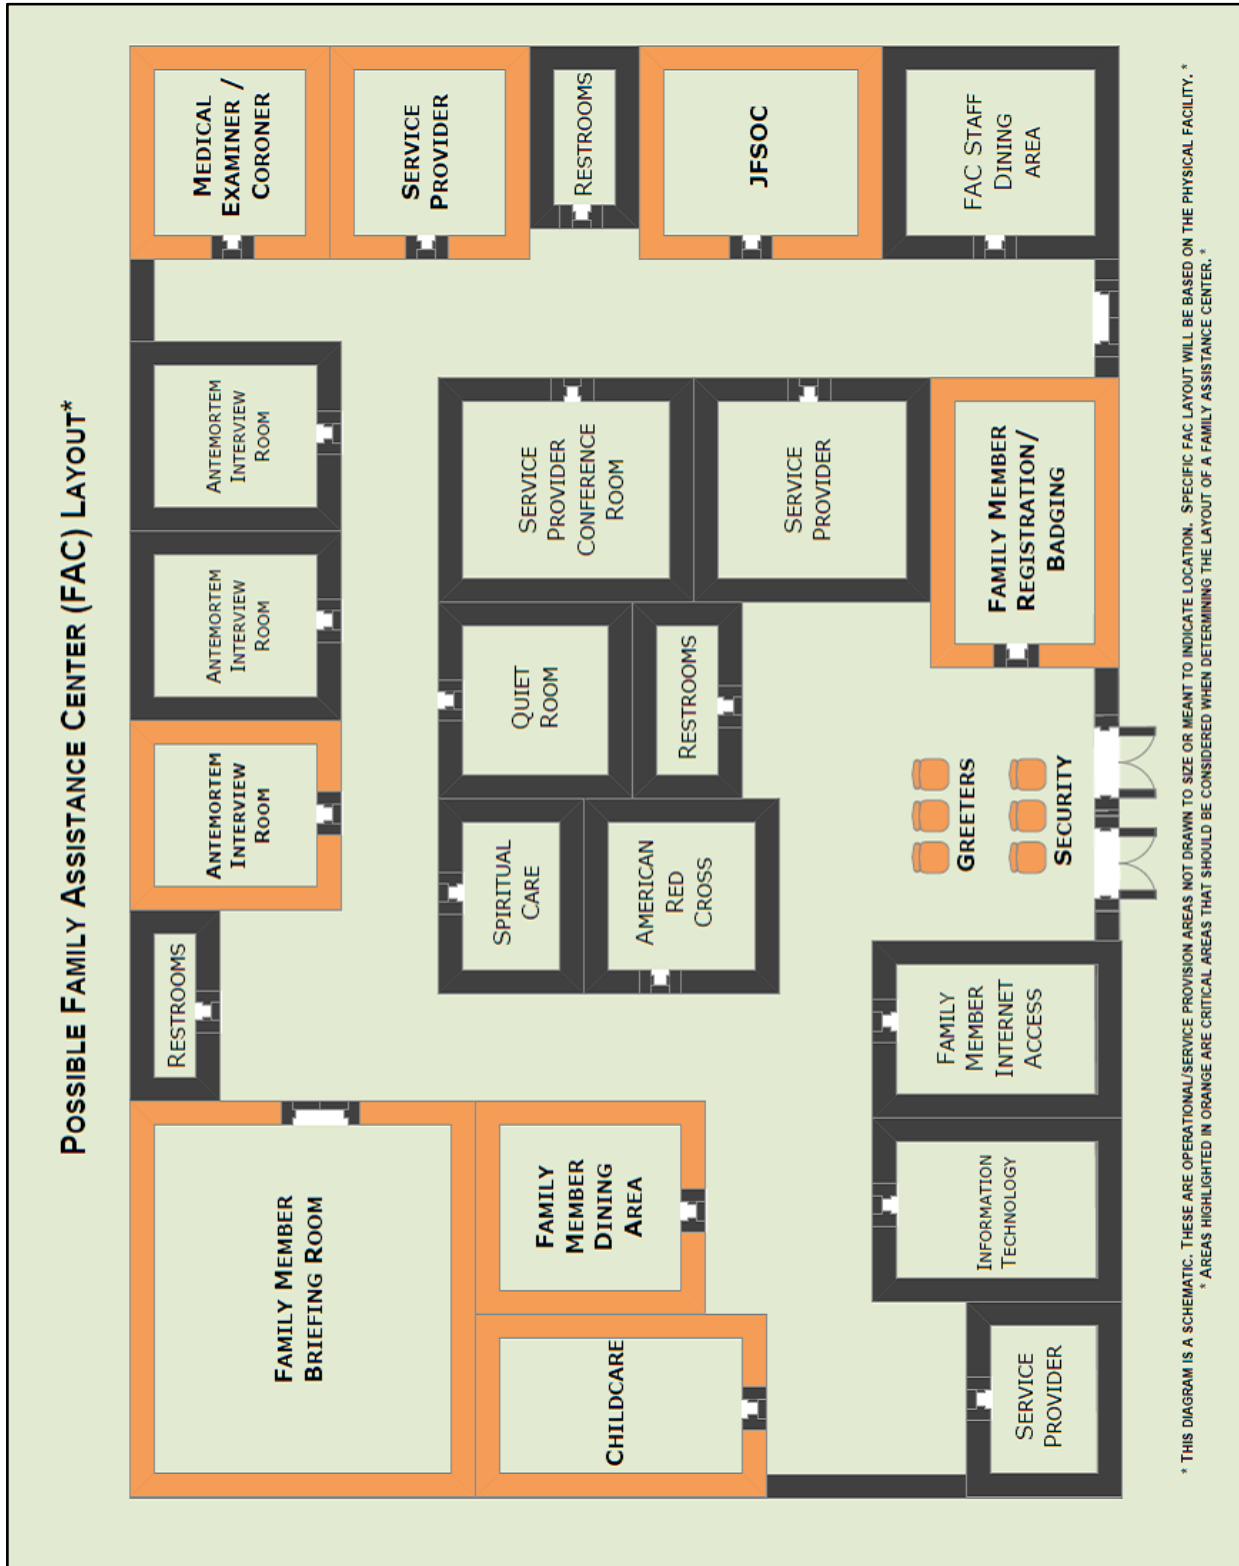 POSSIBLE FAMILY ASSISTANCE CENTER (FAC) LAYOUT*
FAMILY MEMBER
BRIEFING ROOM
RESTROOMS
ANTEMORTEM
INTERVIEW
ROOM
ANTEMORTEM
INTERVIEW
ROOM
ANTEMORTEM
INTERVIEW
ROOM
MEDICAL
EXAMINER /
CORONER
SERVICE
PROVIDER
RESTROOMS
JFSOC
FAC STAFF
DINING
AREA
CHILDCARE
FAMILY
MEMBER
DINING
AREA
SPIRITUAL
CARE
AMERICAN
RED
CROSS
QUIET
ROOM
RESTROOMS
SERVICE
PROVIDER
CONFERENCE
ROOM
SERVICE
PROVIDER
SERVICE
PROVIDER
INFORMATION
TECHNOLOGY
FAMILY
MEMBER
INTERNET
ACCESS
GREETERS
SECURITY
FAMILY MEMBER
REGISTRATION/
BADGING
* THIS DIAGRAM IS A SCHEMATIC. THESE ARE OPERATIONAL/SERVICE PROVISION AREAS NOT DRAWN TO SIZE OR MEANT TO INDICATE LOCATION. SPECIFIC FAC LAYOUT WILL BE BASED ON THE PHYSICAL FACILITY. *
* AREAS HIGHLIGHTED IN ORANGE ARE CRITICAL AREAS THAT SHOULD BE CONSIDERED WHEN DETERMINING THE LAYOUT OF A FAMILY ASSISTANCE CENTER. *